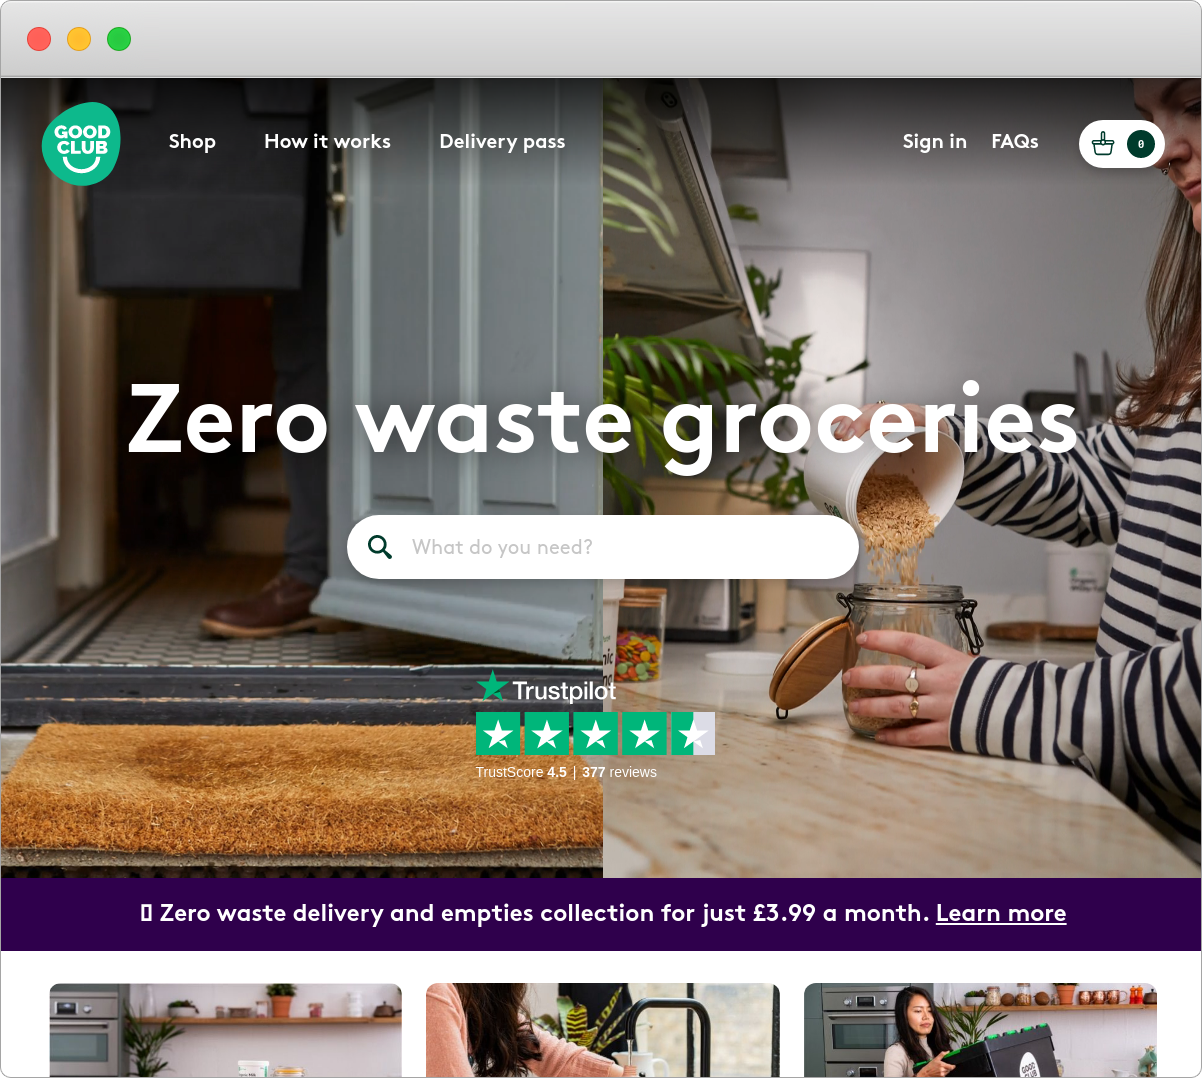 GOOD
CLUB
Shop
How it works
Delivery pass
Sign in
FAQs
0
Zero waste groceries
What do you need?
Trustpilot
TrustScore 4.5 | 377 reviews
Zero waste delivery and empties collection for just £3.99 a month. Learn more
GOOD
CLUB